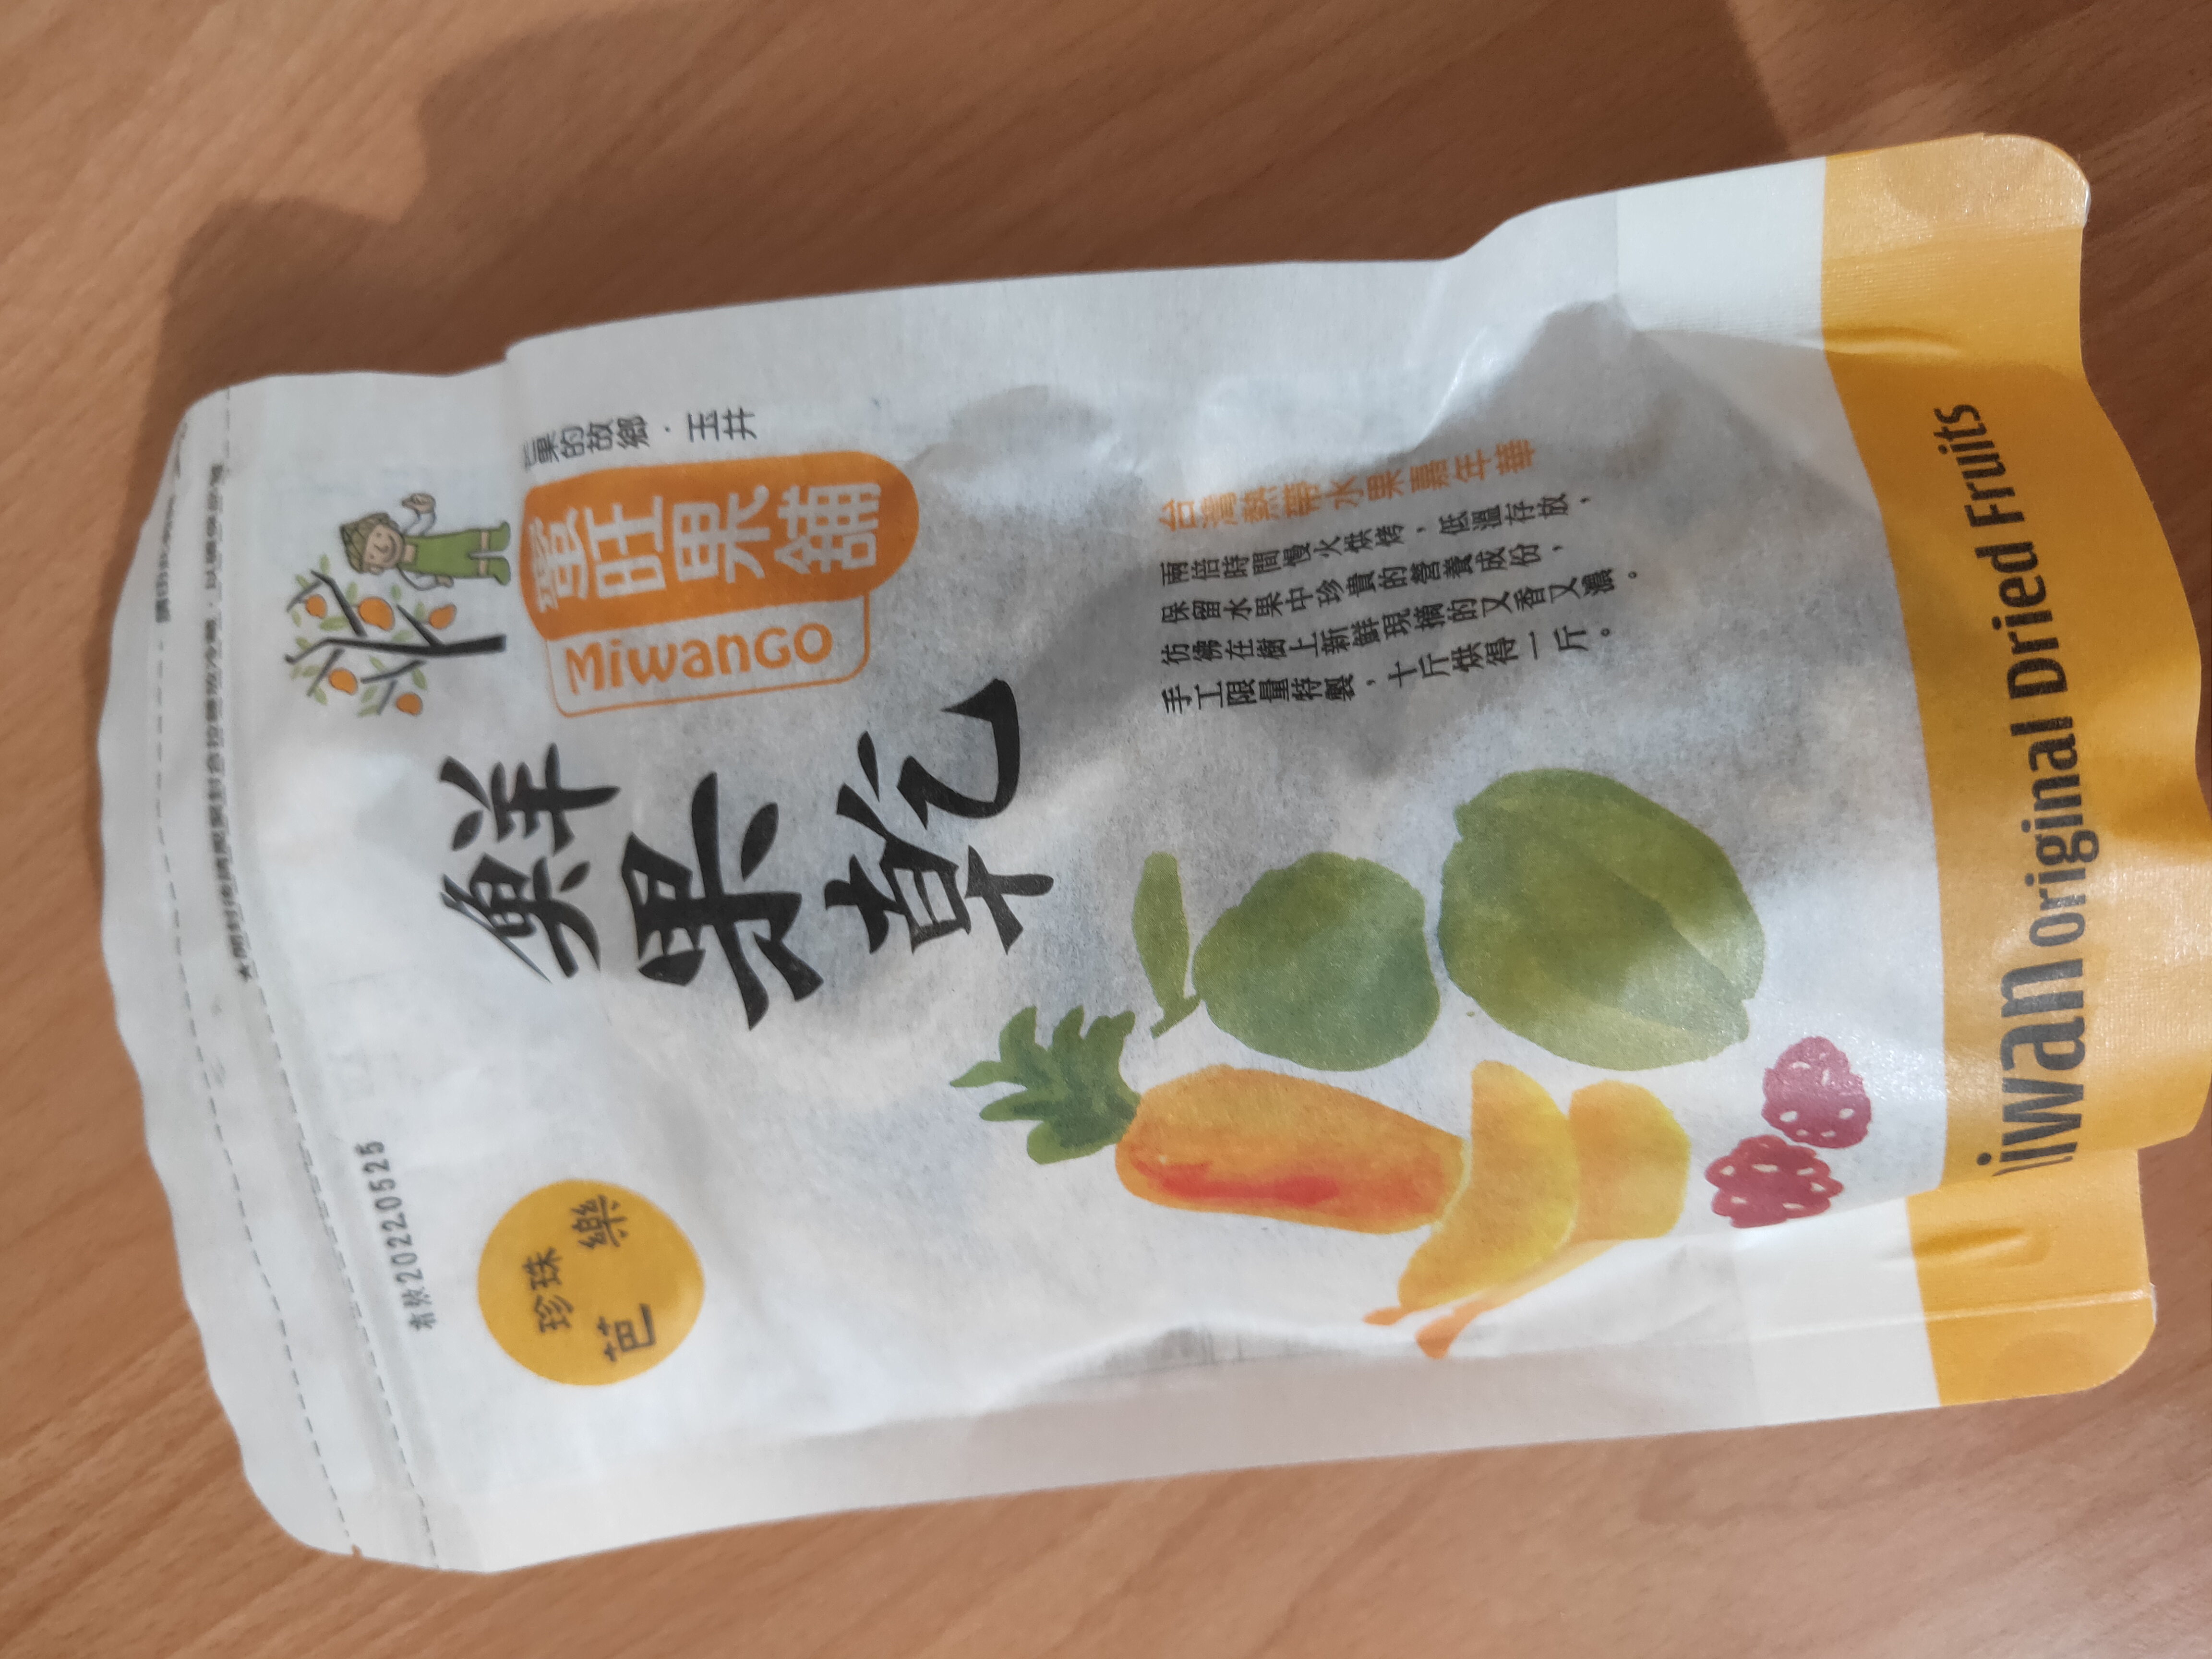 有效20220525
珍珠
芭樂
鮮果乾
芒果的故鄉·玉井
蜜旺果舖
MiWanGO
台灣熱帶水果嘉年華
兩倍時間慢火烘烤，低溫存放，
保留水果中珍貴的營養成份，
彷彿在樹上新鮮現摘的又香又濃。
手工限量特製，十斤烘得一斤。
iwan original Dried Fruits